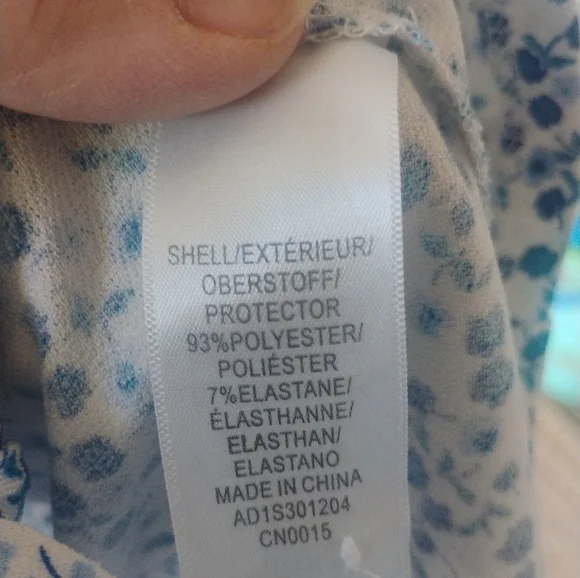 SHELL/EXTÉRIEUR/
OBERSTOFF/
PROTECTOR
93%POLYESTER/
POLIÉSTER
7%ELASTANE/
ÉLASTHANNE/
ELASTHAN/
ELASTANO
MADE IN CHINA
AD1S301204
CN0015